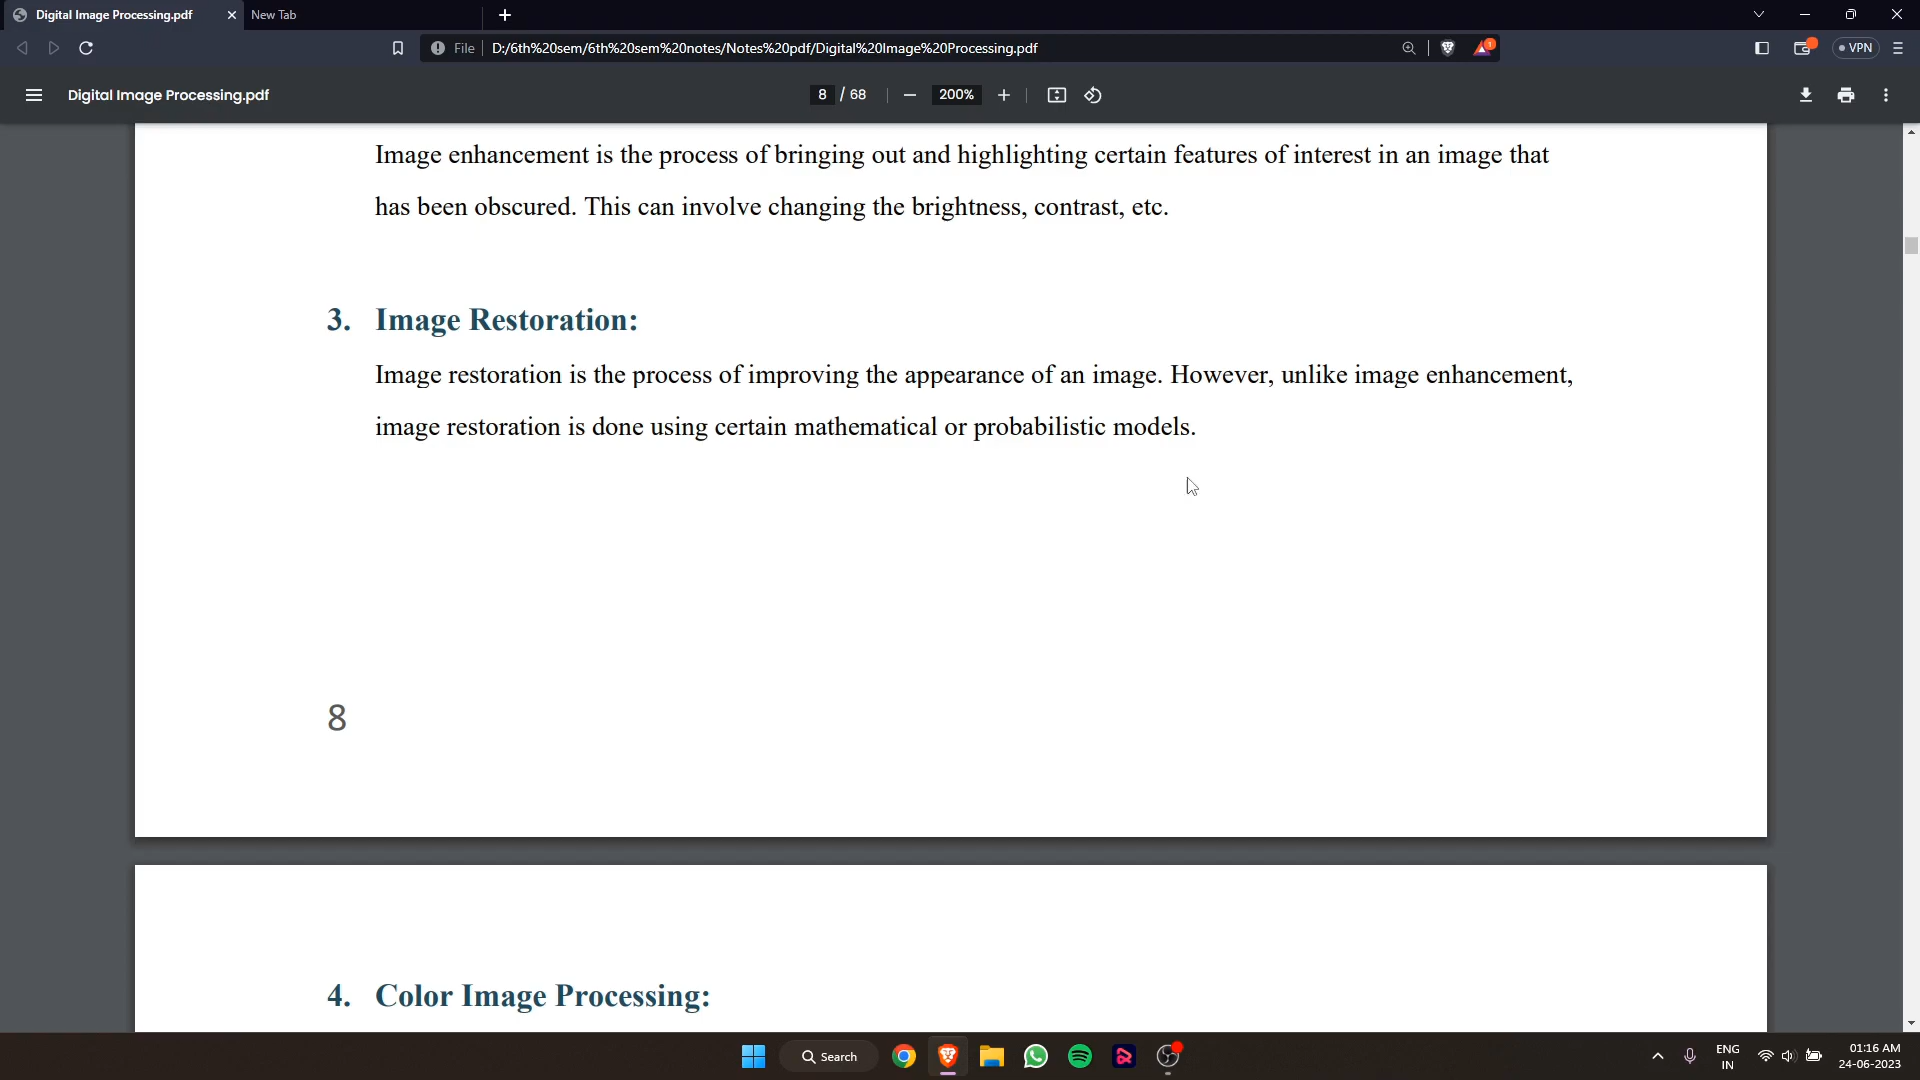 Digital Image Processing.pdf
New Tab
File
D:/6th%20sem/6th%20sem%20notes/Notes%20pdf/Digital%20Image%20Processing.pdf
1
VPN
Digital Image Processing.pdf
8 / 68
200%
Image enhancement is the process of bringing out and highlighting certain features of interest in an image that
has been obscured. This can involve changing the brightness, contrast, etc.
3. Image Restoration:
Image restoration is the process of improving the appearance of an image. However, unlike image enhancement,
image restoration is done using certain mathematical or probabilistic models.
8
4. Color Image Processing:
Search
ENG
IN
01:16 AM
24-06-2023